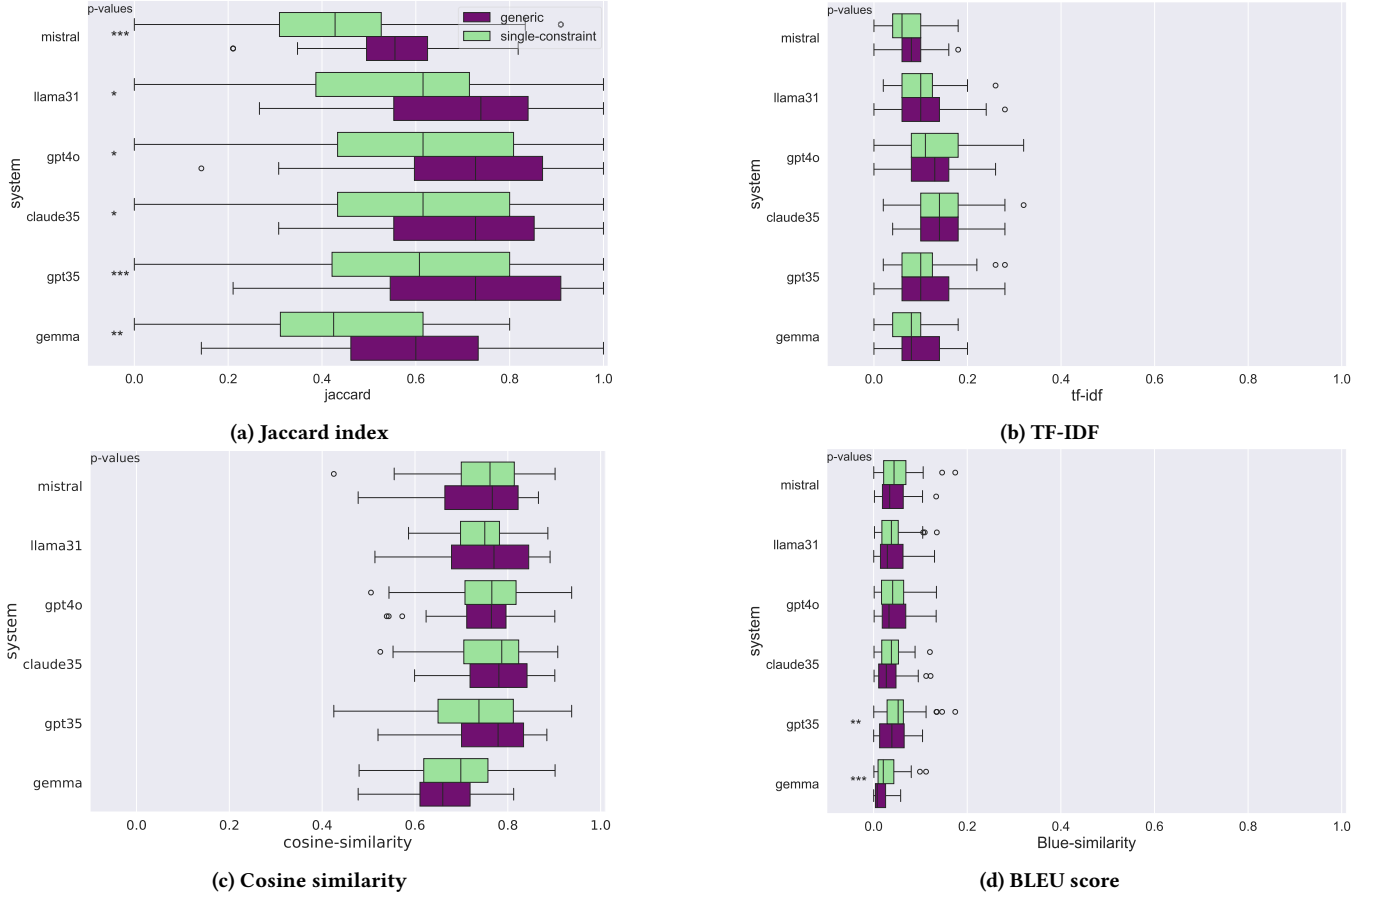 p-values
generic
single-constraint
mistral
***
llama31
*
gpt4o
*
claude35
*
gpt35
***
gemma
**
system
0.0 0.2 0.4 0.6 0.8 1.0
jaccard
(a) Jaccard index
p-values
mistral
llama31
gpt4o
claude35
gpt35
gemma
system
0.0 0.2 0.4 0.6 0.8 1.0
tf-idf
(b) TF-IDF
p-values
mistral
llama31
gpt4o
claude35
gpt35
gemma
system
0.0 0.2 0.4 0.6 0.8 1.0
cosine-similarity
(c) Cosine similarity
p-values
mistral
llama31
gpt4o
claude35
gpt35
**
gemma
***
system
0.0 0.2 0.4 0.6 0.8 1.0
Blue-similarity
(d) BLEU score